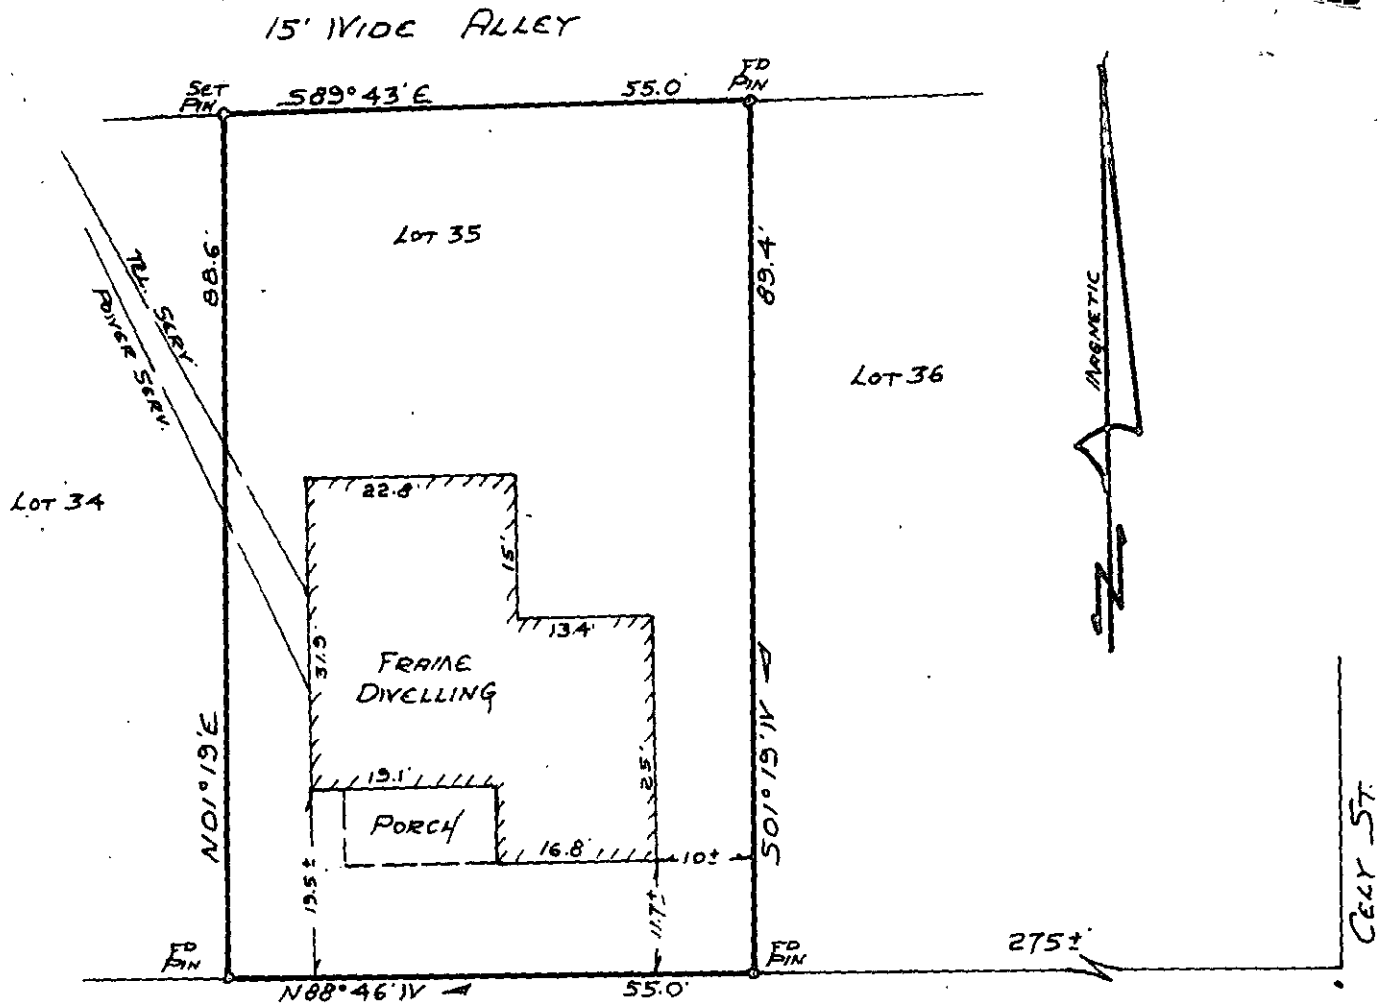 15' WIDE ALLEY
SET PIN
S89°43'E
55.0'
FD PIN
LOT 35
88.6'
89.4'
TEL. SERV.
POWER SERV.
MAGNETIC
LOT 36
LOT 34
22.8'
15'
13.4'
31.9
FRAME
DWELLING
N01°19'E
S01°19'W
25'
19.1'
PORCH
16.8'
10±
19.5±
11.7±
FD PIN
FD PIN
N88°46'W
55.0'
275±
CELY ST.